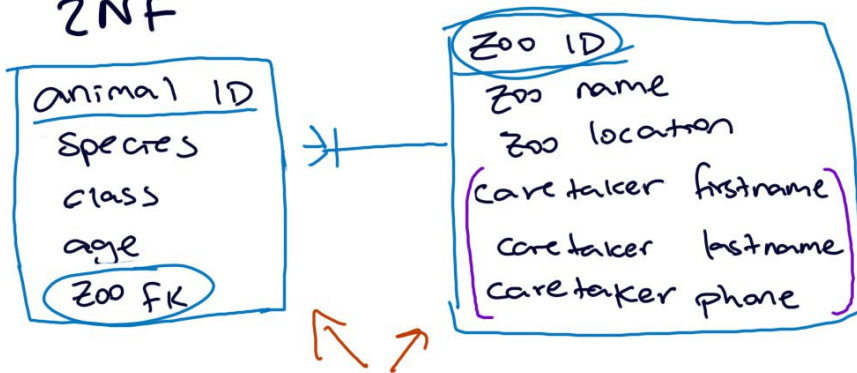 2NF
animal ID
species
class
age
Zoo FK
Zoo ID
Zoo name
Zoo location
caretaker firstname
caretaker lastname
caretaker phone